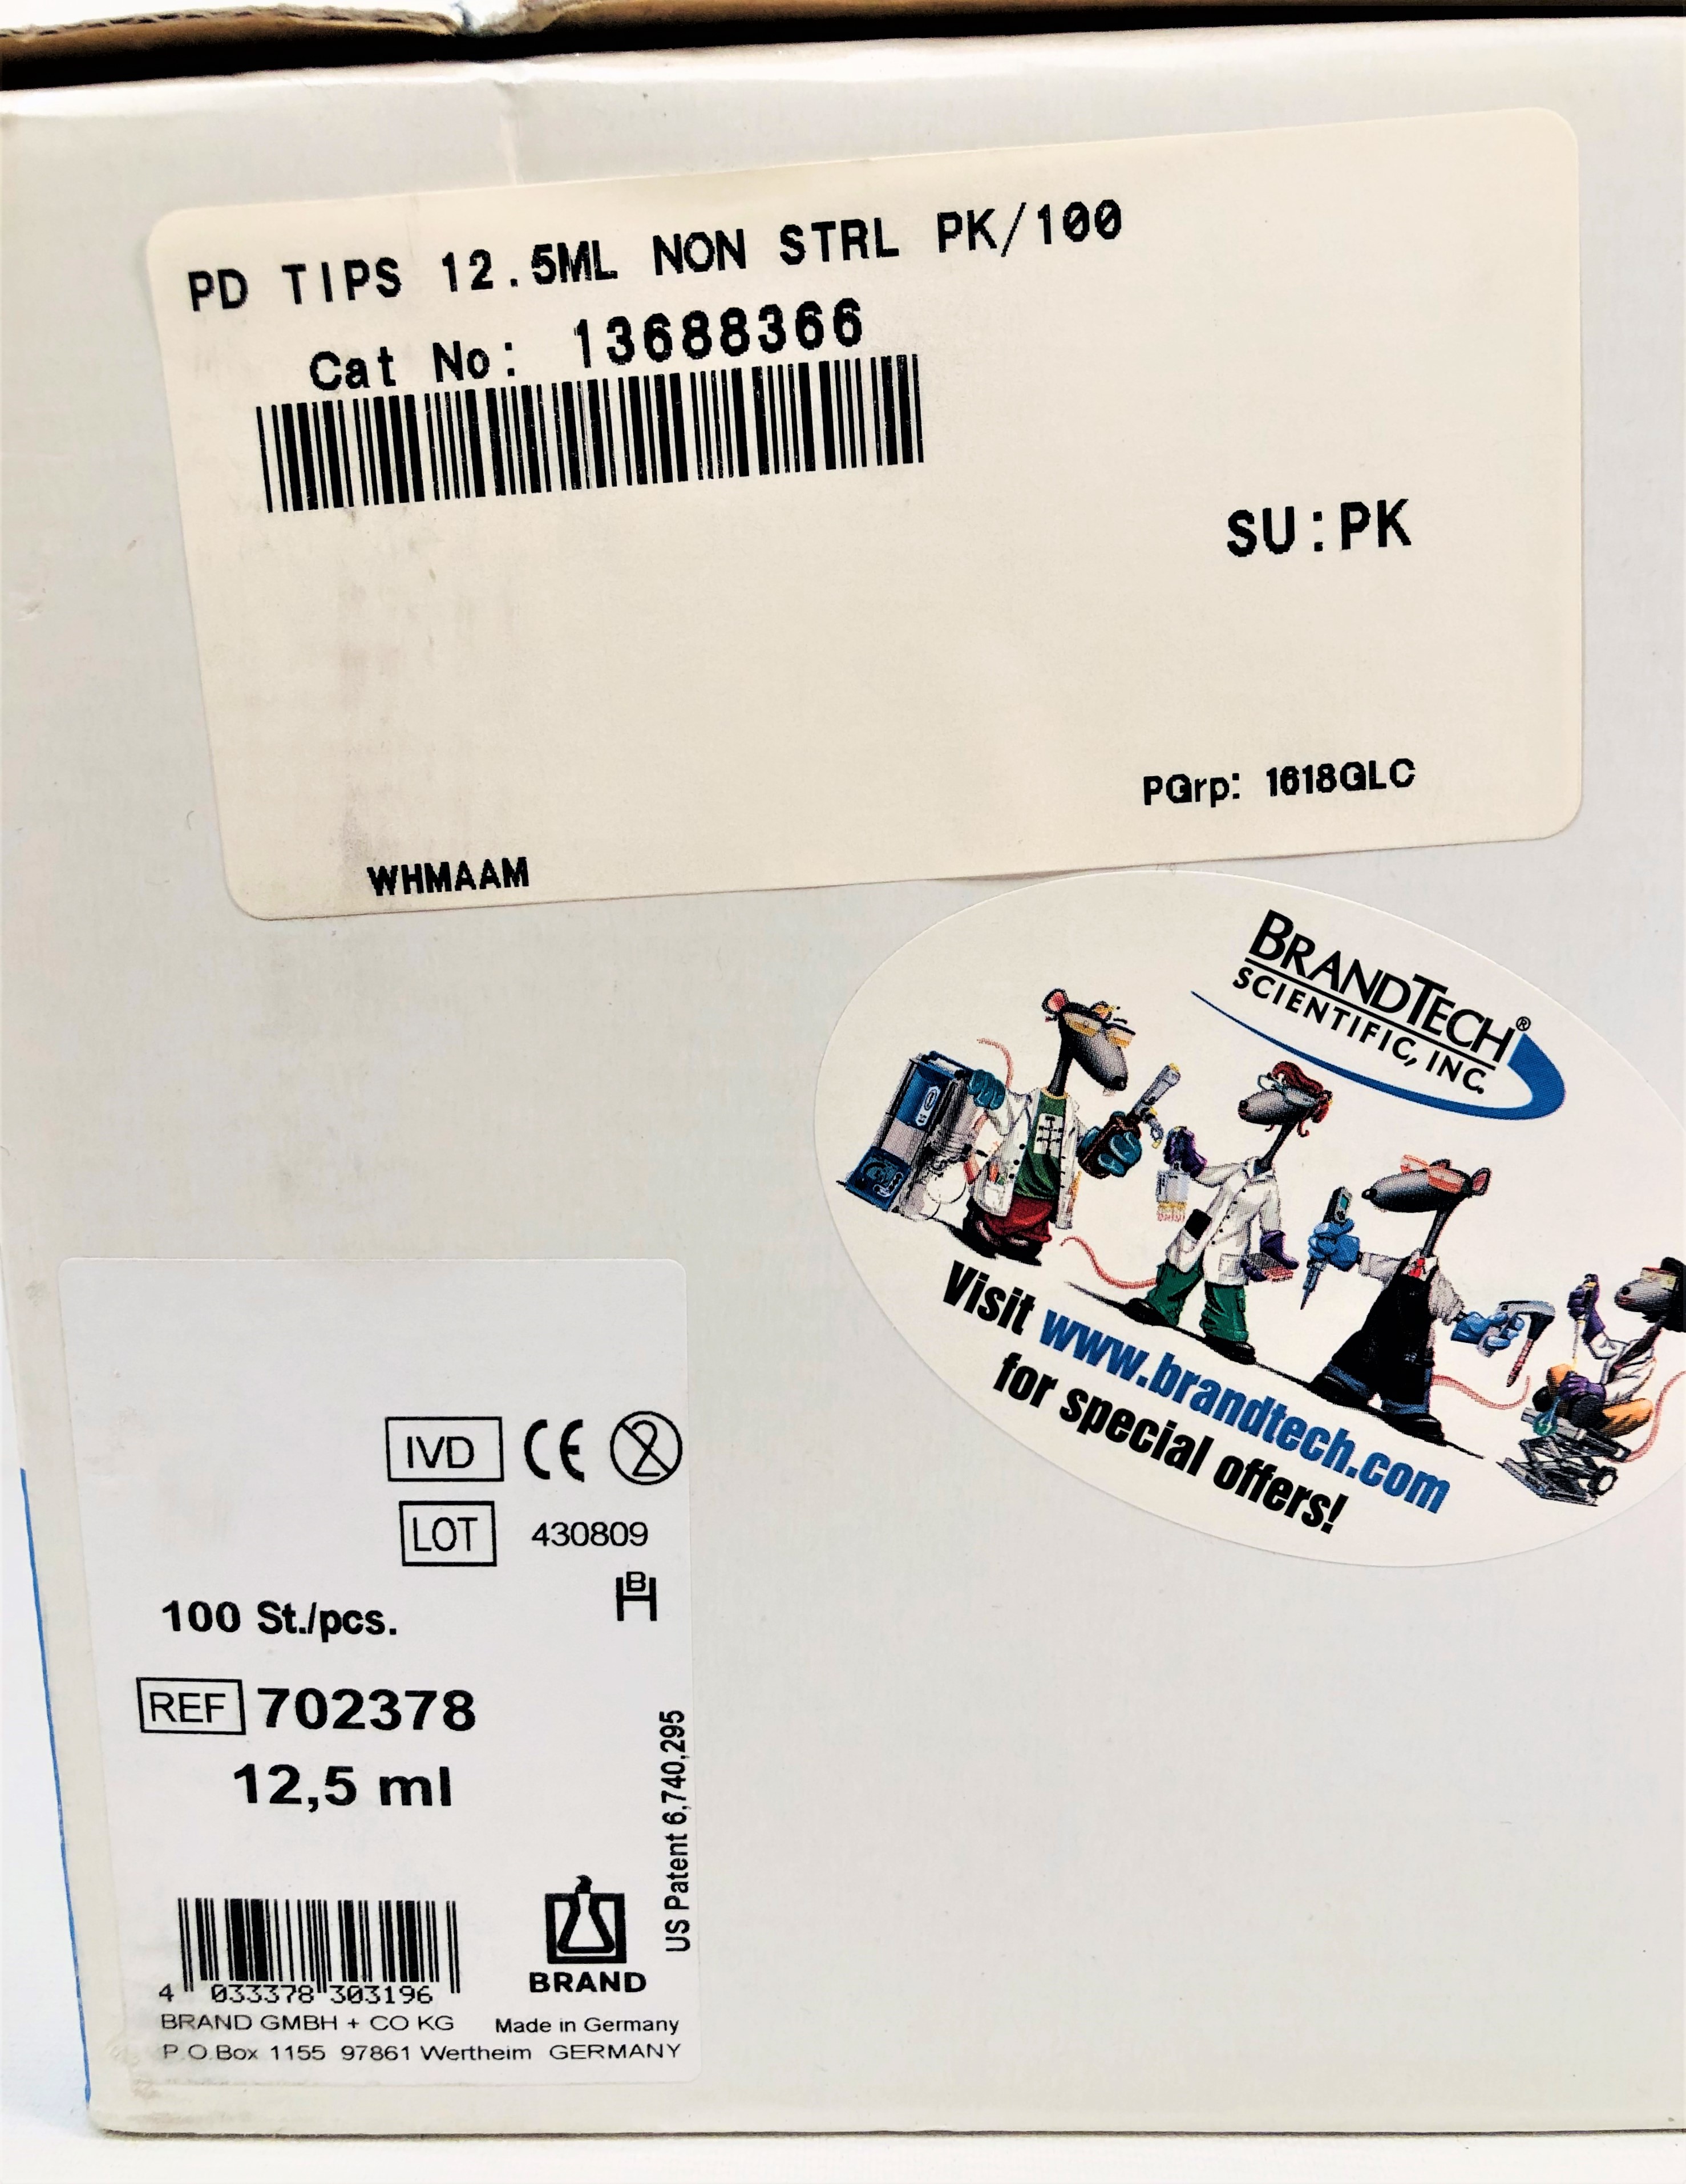 PD TIPS 12.5ML NON STRL PK/100
Cat No: 13688366
SU:PK
PGrp: 1618GLC
WHMAAM
BRANDTECH®
SCIENTIFIC, INC.
Visit www.brandtech.com
for special offers!
IVD CE 2
LOT 430809
BH
100 St./pcs.
REF 702378
12,5 ml
US Patent 6,740,295
4 033378 303196
BRAND
BRAND GMBH + CO KG Made in Germany
P.O.Box 1155 97861 Wertheim GERMANY